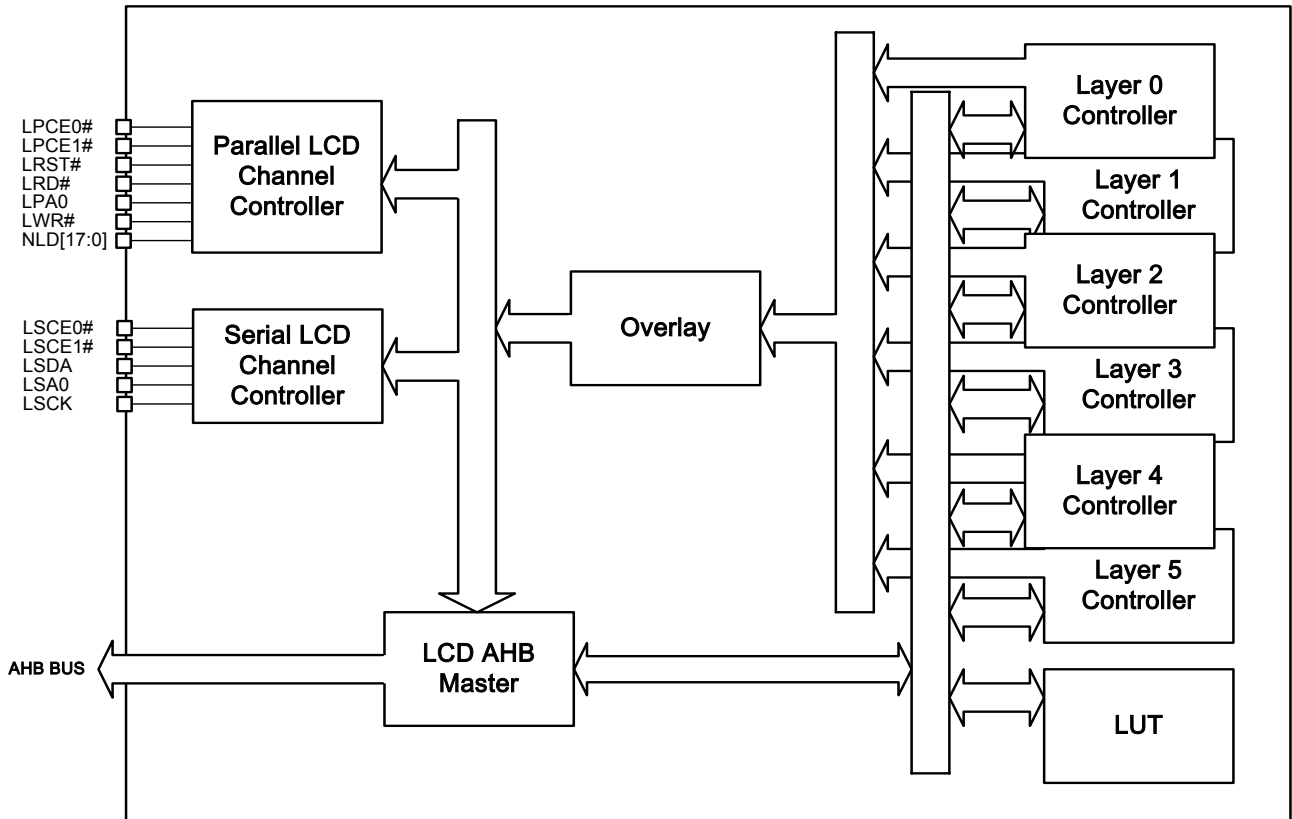 LPCE0#
LPCE1#
LRST#
LRD#
LPA0
LWR#
NLD[17:0]
Parallel LCD
Channel
Controller
LSCE0#
LSCE1#
LSDA
LSA0
LSCK
Serial LCD
Channel
Controller
Overlay
Layer 0
Controller
Layer 1
Controller
Layer 2
Controller
Layer 3
Controller
Layer 4
Controller
Layer 5
Controller
AHB BUS
LCD AHB
Master
LUT